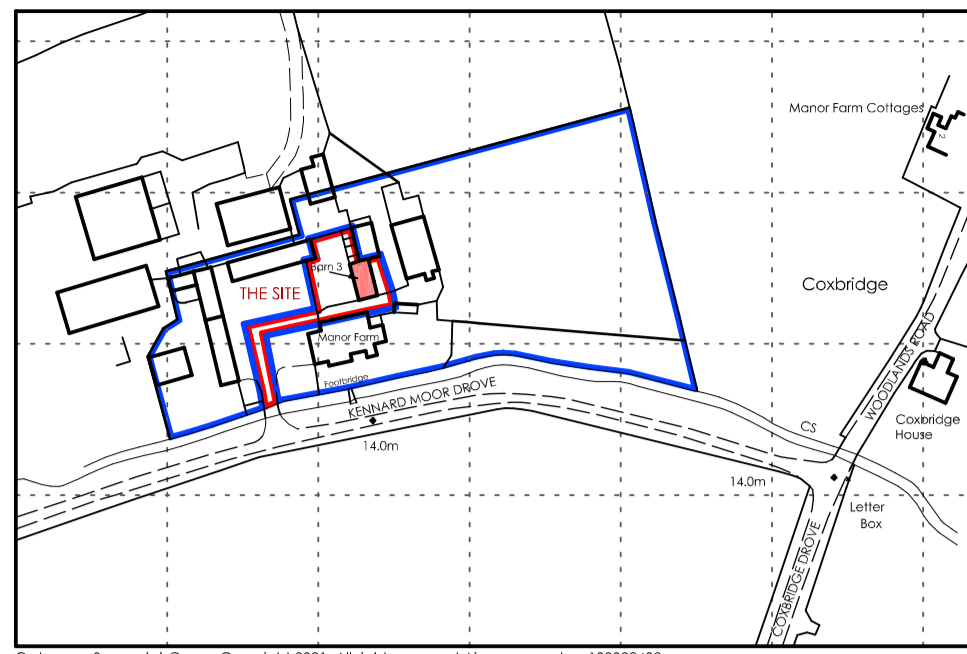 Manor Farm Cottages
2
Coxbridge
Barn 3
THE SITE
Manor Farm
Footbridge
KENNARD MOOR DROVE
14.0m
WOODLANDS ROAD
Coxbridge
House
CS
14.0m
Letter
Box
COXBRIDGE DROVE